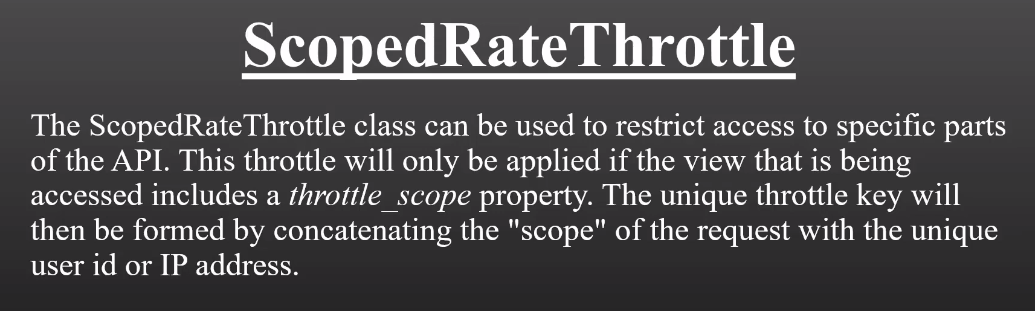 ScopedRateThrottle
The ScopedRateThrottle class can be used to restrict access to specific parts
of the API. This throttle will only be applied if the view that is being
accessed includes a throttle_scope property. The unique throttle key will
then be formed by concatenating the "scope" of the request with the unique
user id or IP address.